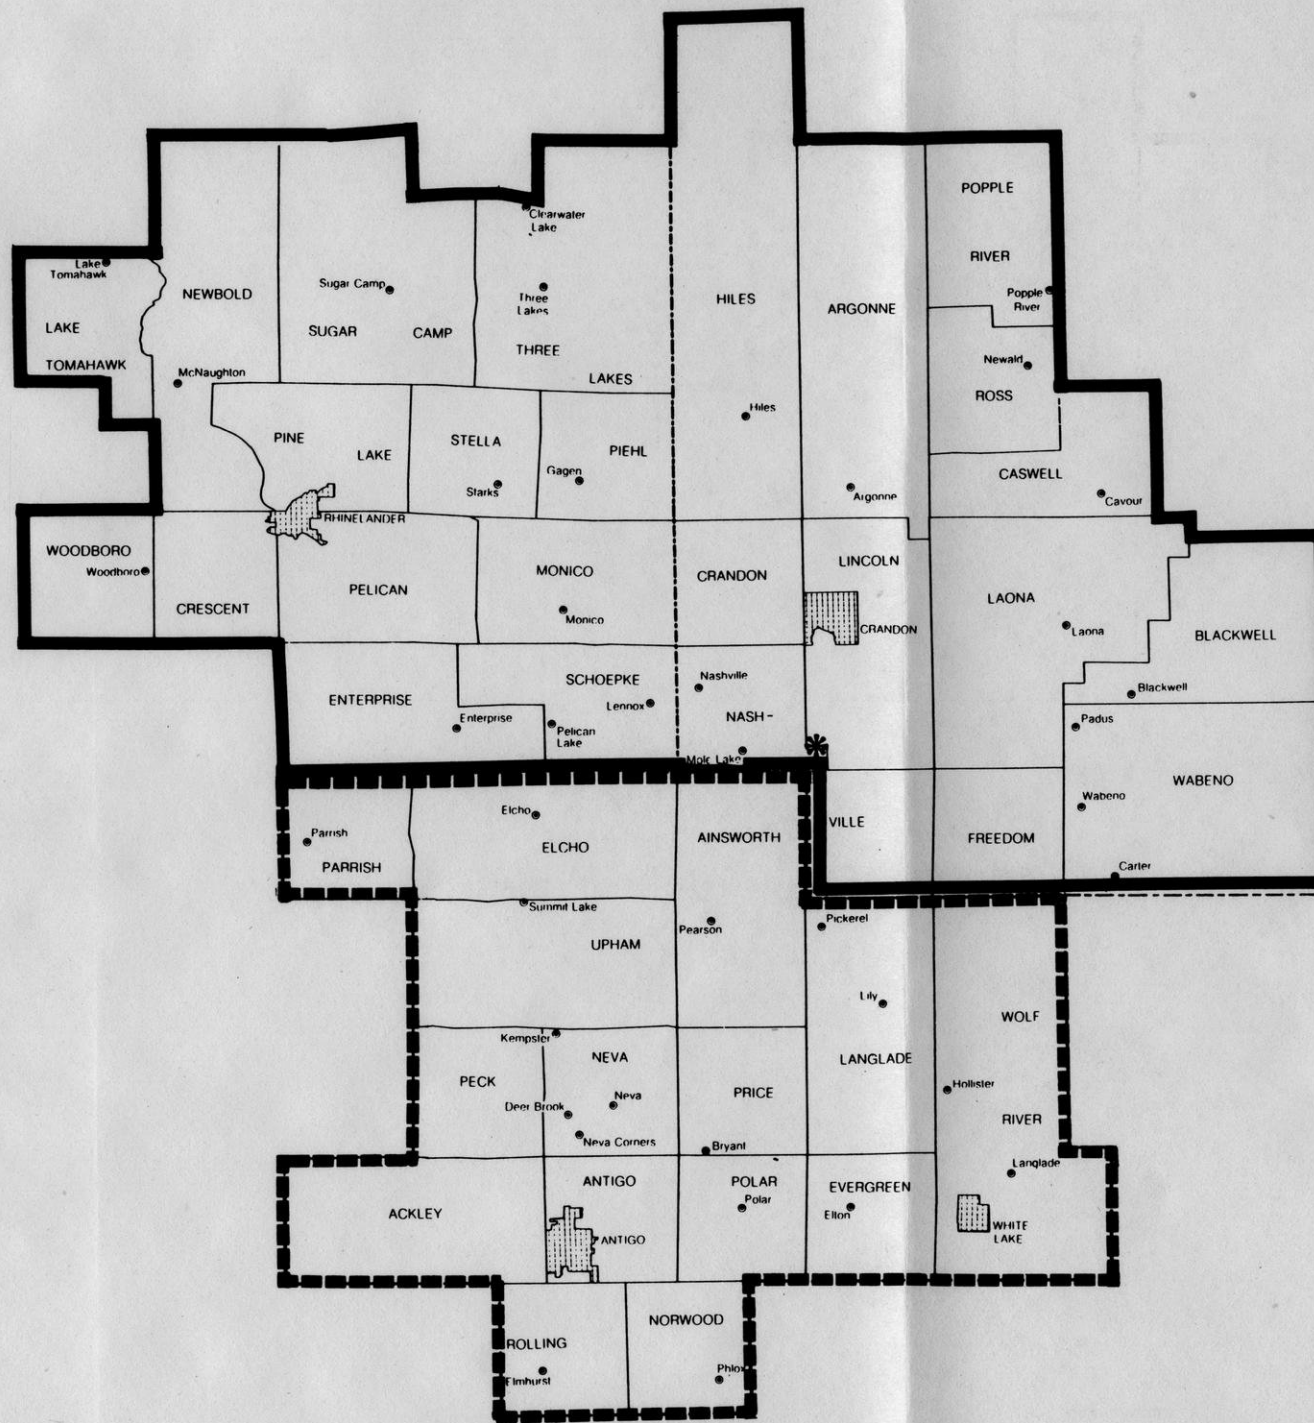 POPPLE
RIVER
Popple
River
Clearwater
Lake
Lake
Tomahawk
LAKE
TOMAHAWK
NEWBOLD
McNaughton
Sugar Camp
SUGAR CAMP
Three
Lakes
THREE
LAKES
HILES
Hiles
ARGONNE
Argonne
Newald
ROSS
CASWELL
Cavour
PINE
LAKE
STELLA
Starks
PIEHL
Gagen
RHINELANDER
WOODBORO
Woodboro
CRESCENT
PELICAN
MONICO
Monico
CRANDON
LINCOLN
CRANDON
LAONA
Laona
BLACKWELL
Blackwell
ENTERPRISE
Enterprise
SCHOEPKE
Lennox
Pelican
Lake
Nashville
NASH-
Mole Lake
*
VILLE
FREEDOM
Padus
WABENO
Wabeno
Carter
Parrish
PARRISH
Elcho
ELCHO
AINSWORTH
Summit Lake
UPHAM
Pearson
Pickerel
Lily
LANGLADE
WOLF
RIVER
Hollister
Langlade
WHITE
LAKE
Kempster
NEVA
PECK
Deer Brook
Neva
Neva Corners
PRICE
Bryant
ACKLEY
ANTIGO
ANTIGO
POLAR
Polar
EVERGREEN
Elton
ROLLING
Elmhurst
NORWOOD
Phlox